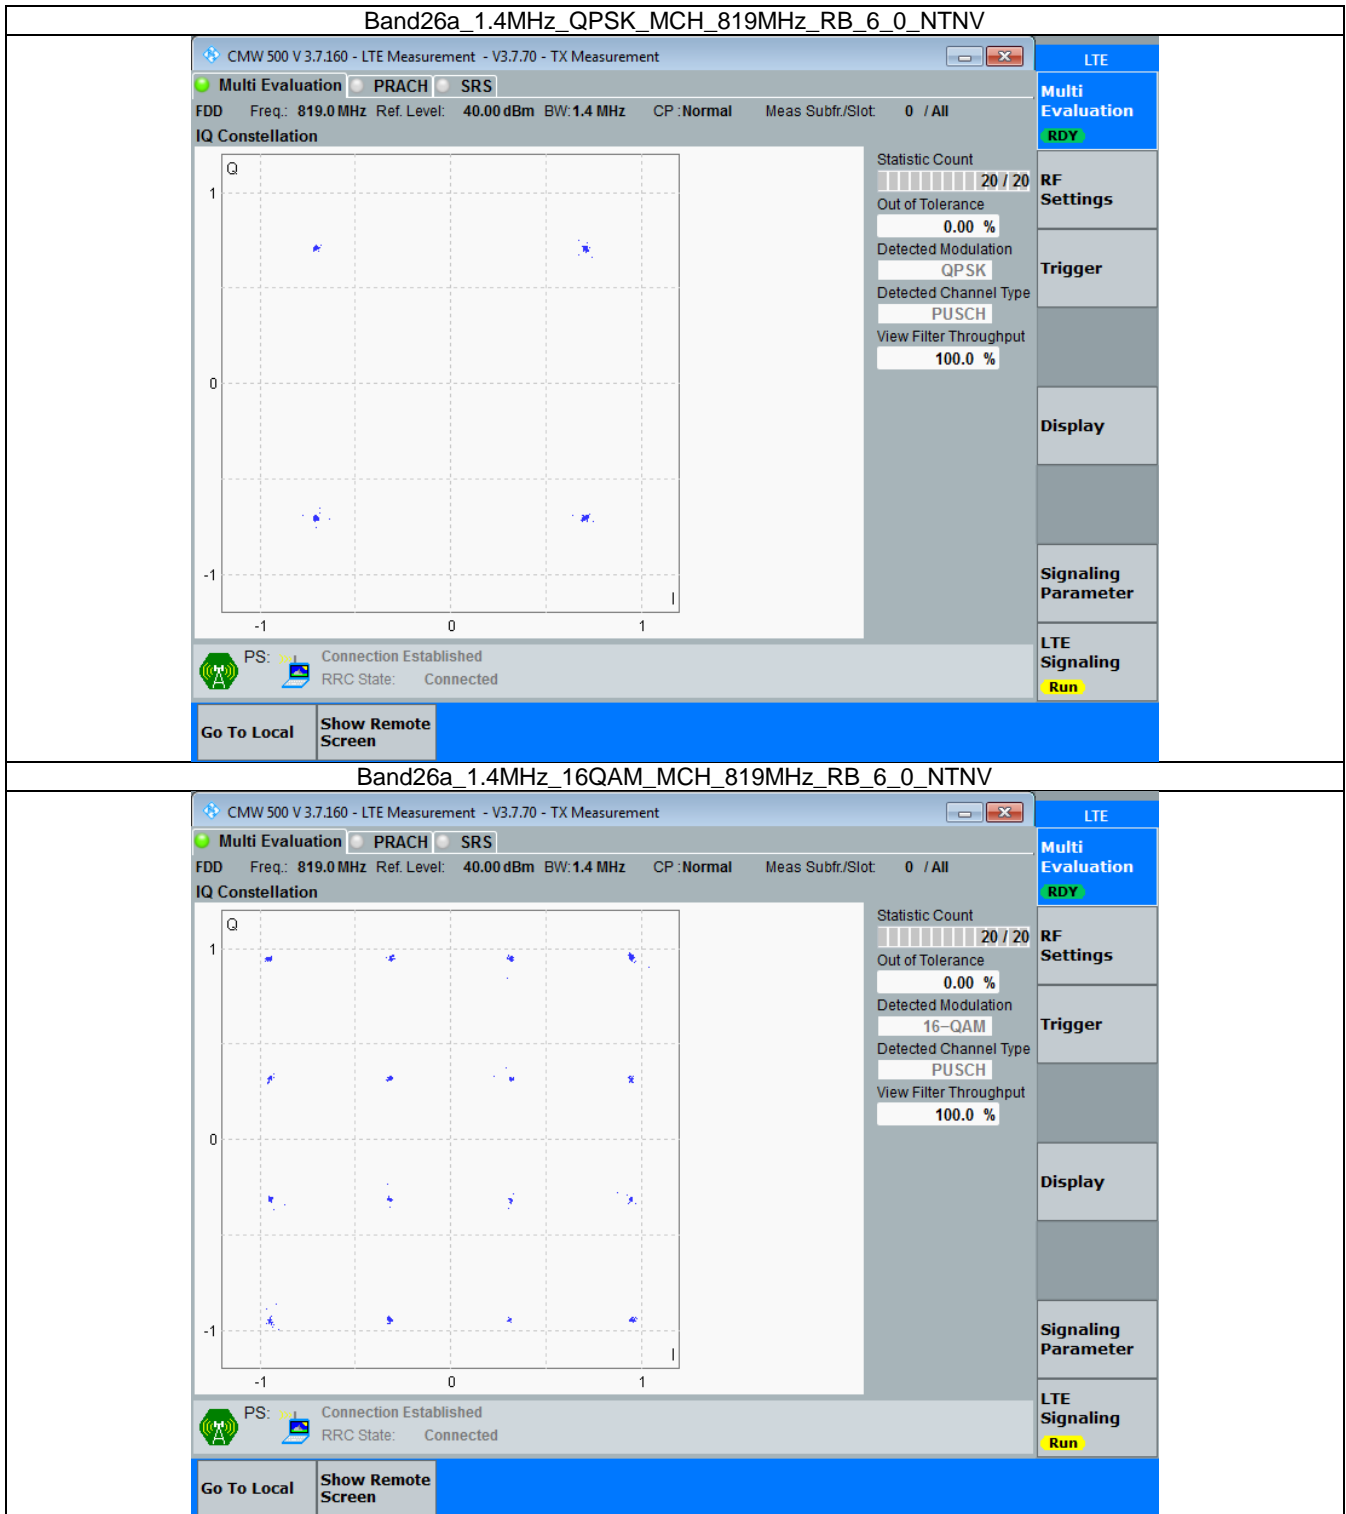 Band26a_1.4MHz_QPSK_MCH_819MHz_RB_6_0_NTNV
CMW 500 V 3.7.160 - LTE Measurement - V3.7.70 - TX Measurement
LTE
Multi Evaluation PRACH SRS
Multi
Evaluation
RDY
FDD Freq.: 819.0 MHz Ref. Level: 40.00 dBm BW: 1.4 MHz CP : Normal Meas Subfr./Slot: 0 / All
IQ Constellation
Q
1
0
-1
I
-1 0 1
Statistic Count
20 / 20
Out of Tolerance
0.00 %
Detected Modulation
QPSK
Detected Channel Type
PUSCH
View Filter Throughput
100.0 %
RF
Settings
Trigger
Display
Signaling
Parameter
LTE
Signaling
Run
PS: Connection Established
RRC State: Connected
Go To Local
Show Remote
Screen
Band26a_1.4MHz_16QAM_MCH_819MHz_RB_6_0_NTNV
CMW 500 V 3.7.160 - LTE Measurement - V3.7.70 - TX Measurement
LTE
Multi Evaluation PRACH SRS
Multi
Evaluation
RDY
FDD Freq.: 819.0 MHz Ref. Level: 40.00 dBm BW: 1.4 MHz CP : Normal Meas Subfr./Slot: 0 / All
IQ Constellation
Q
1
0
-1
I
-1 0 1
Statistic Count
20 / 20
Out of Tolerance
0.00 %
Detected Modulation
16-QAM
Detected Channel Type
PUSCH
View Filter Throughput
100.0 %
RF
Settings
Trigger
Display
Signaling
Parameter
LTE
Signaling
Run
PS: Connection Established
RRC State: Connected
Go To Local
Show Remote
Screen